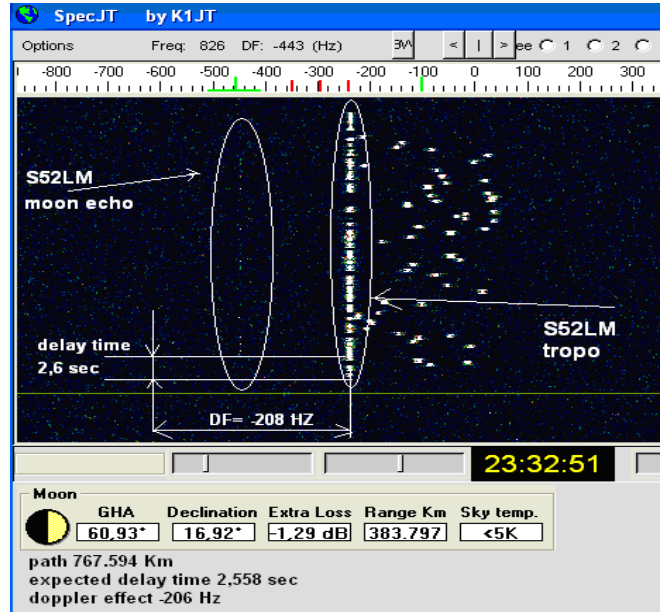 SpecJT by K1JT
Options Freq: 826 DF: -443 (Hz) < | > ee 1 2
-800 -700 -600 -500 -400 -300 -200 -100 0 100 200 300
S52LM
moon echo
delay time
2,6 sec
S52LM
tropo
DF= -208 HZ
23:32:51
Moon
GHA Declination Extra Loss Range Km Sky temp.
60,93° 16,92° -1,29 dB 383.797 <5K
path 767.594 Km
expected delay time 2,558 sec
doppler effect -206 Hz